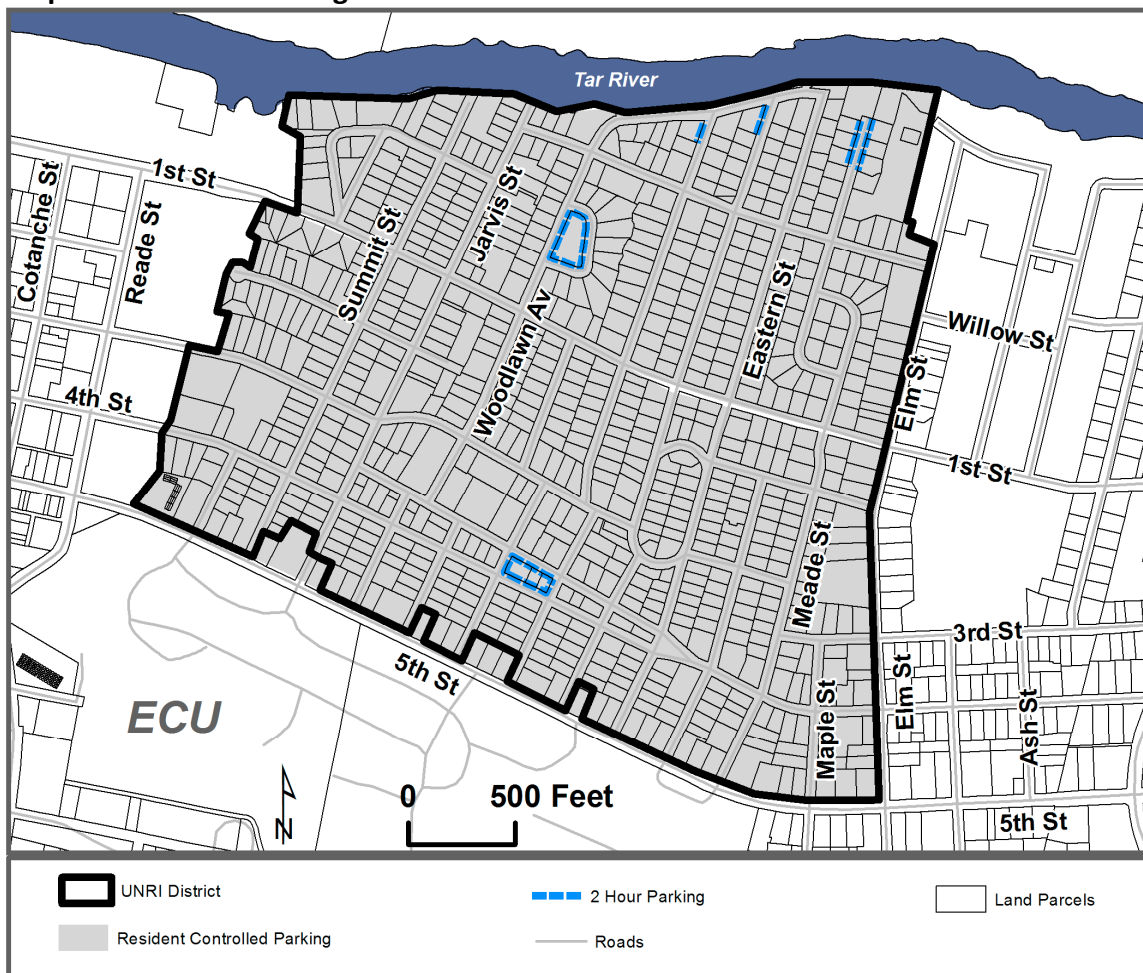 Tar River
1st St
Cotanche St
Reade St
Jarvis St
Summit St
Eastern St
Woodlawn Av
Willow St
Elm St
4th St
1st St
Meade St
3rd St
5th St
Elm St
Maple St
Ash St
ECU
0 500 Feet
N
5th St
UNRI District
2 Hour Parking
Land Parcels
Resident Controlled Parking
Roads